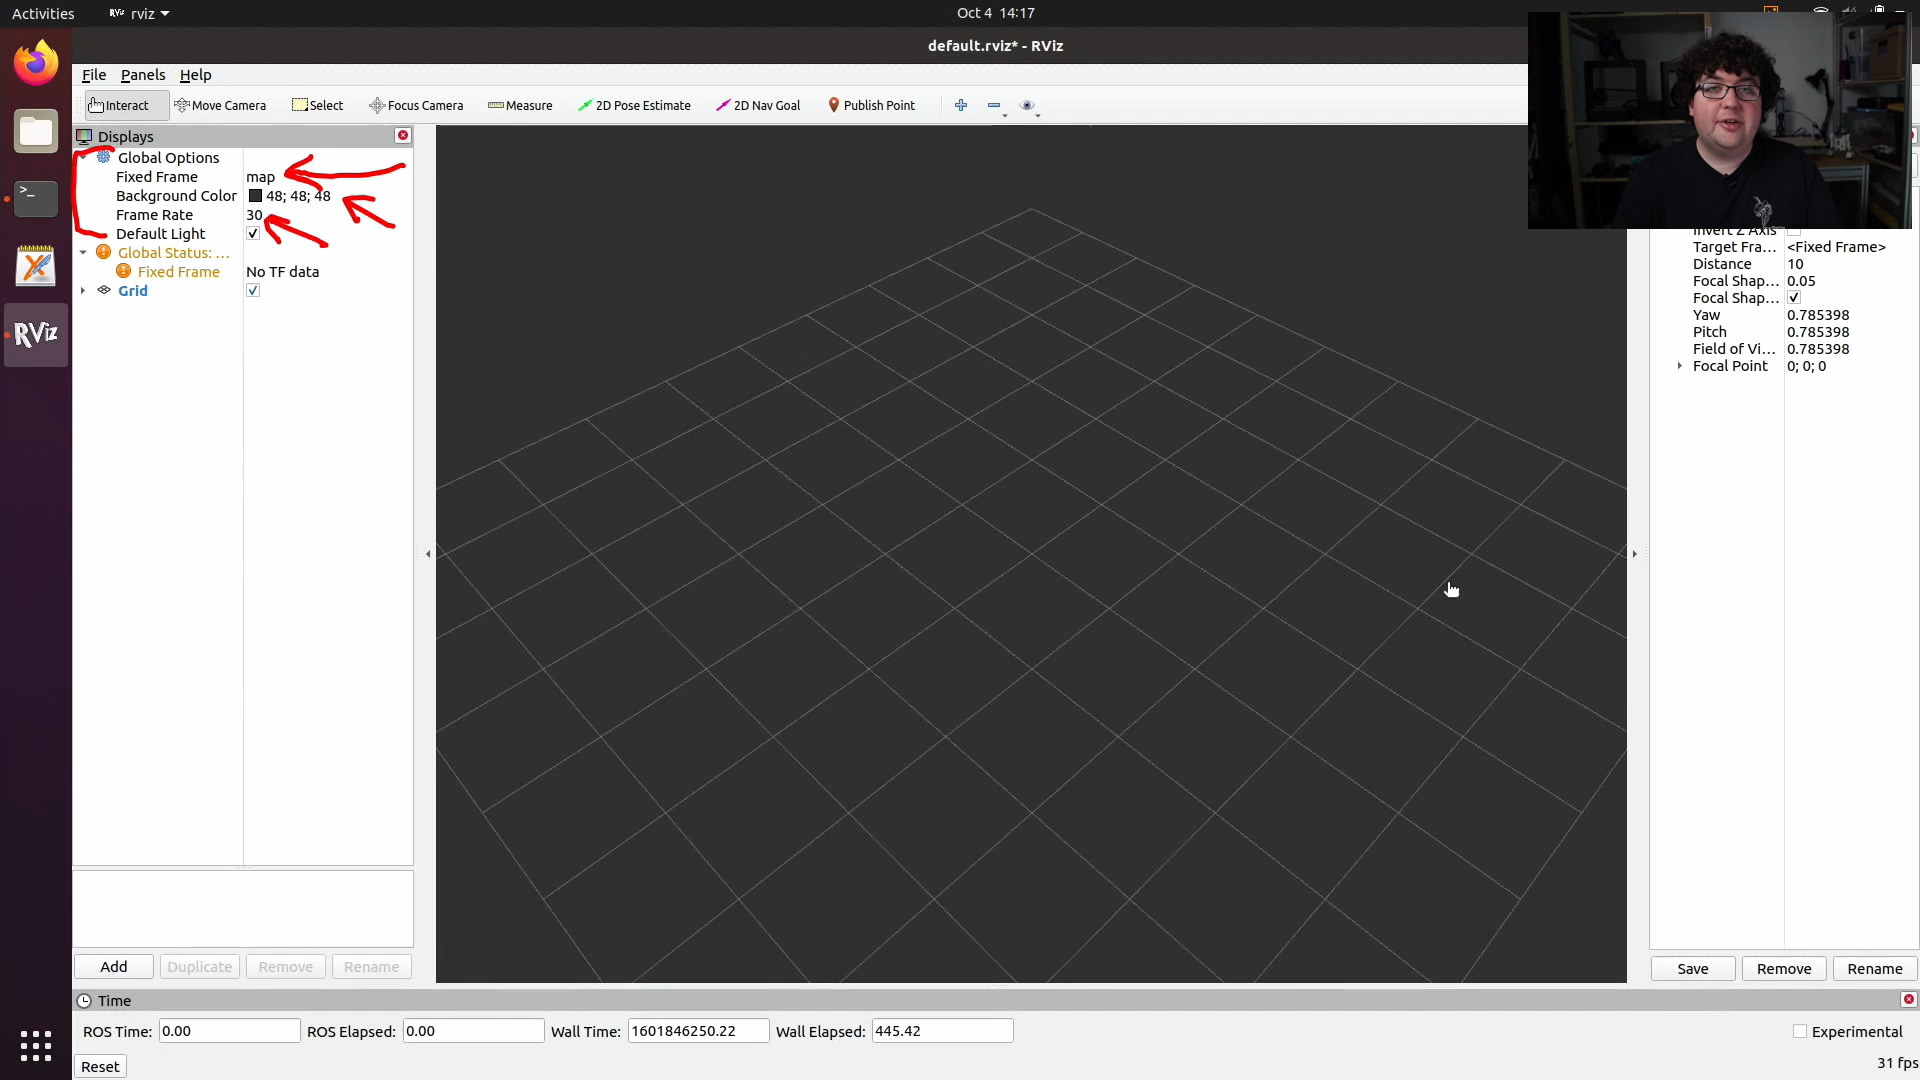 Activities
RViz rviz
Oct 4 14:17
default.rviz* - RViz
File Panels Help
Interact Move Camera Select Focus Camera Measure 2D Pose Estimate 2D Nav Goal Publish Point
Displays
Global Options
Fixed Frame map
Background Color 48; 48; 48
Frame Rate 30
Default Light
Global Status: ...
Fixed Frame No TF data
Grid
RViz
Invert Z Axis
Target Fra... <Fixed Frame>
Distance 10
Focal Shap... 0.05
Focal Shap...
Yaw 0.785398
Pitch 0.785398
Field of Vi... 0.785398
Focal Point 0; 0; 0
Add Duplicate Remove Rename
Save Remove Rename
Time
ROS Time: 0.00 ROS Elapsed: 0.00 Wall Time: 1601846250.22 Wall Elapsed: 445.42 Experimental
Reset
31 fps